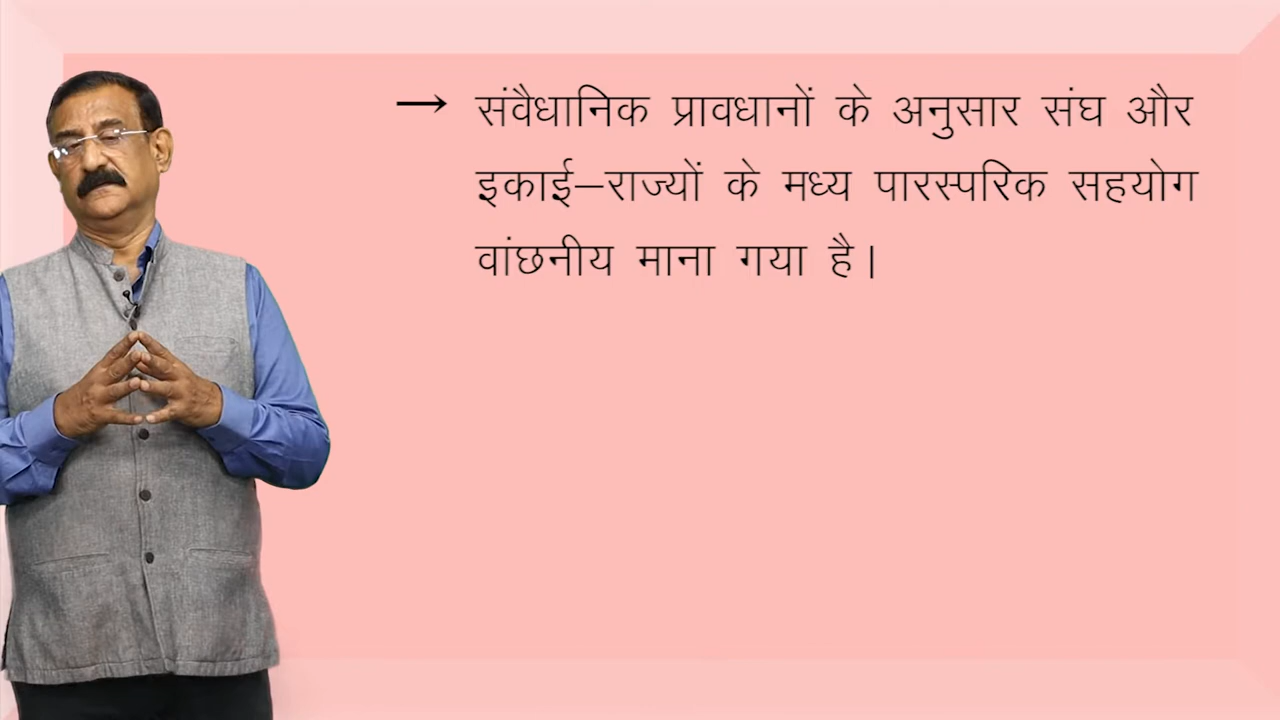 → संवैधानिक प्रावधानों के अनुसार संघ और
इकाई–राज्यों के मध्य पारस्परिक सहयोग
वांछनीय माना गया है।